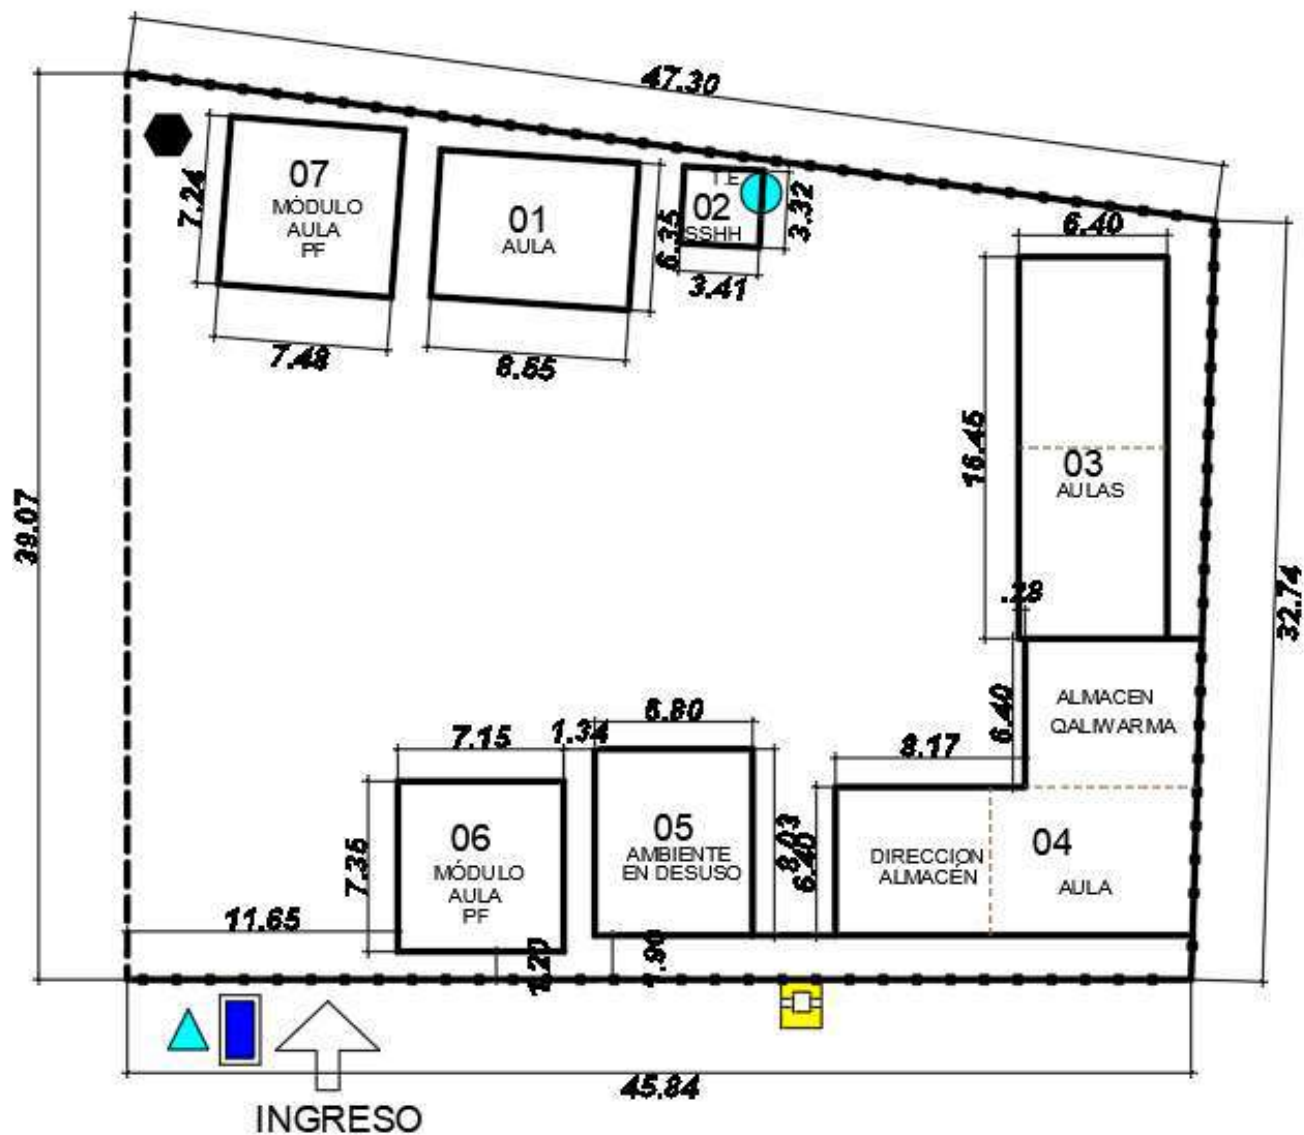 47.30
07
MÓDULO
AULA
PF
7.24
7.48
01
AULA
6.35
8.55
T.E
02
SSHH
3.32
3.41
6.40
16.45
03
AULAS
.28
39.07
32.74
ALMACEN
QALIWARMA
6.40
8.17
6.80
1.34
7.15
06
MÓDULO
AULA
PF
7.35
05
AMBIENTE
EN DESUSO
8.03
6.40
DIRECCION
ALMACÉN
04
AULA
11.65
1.20
1.90
45.84
INGRESO